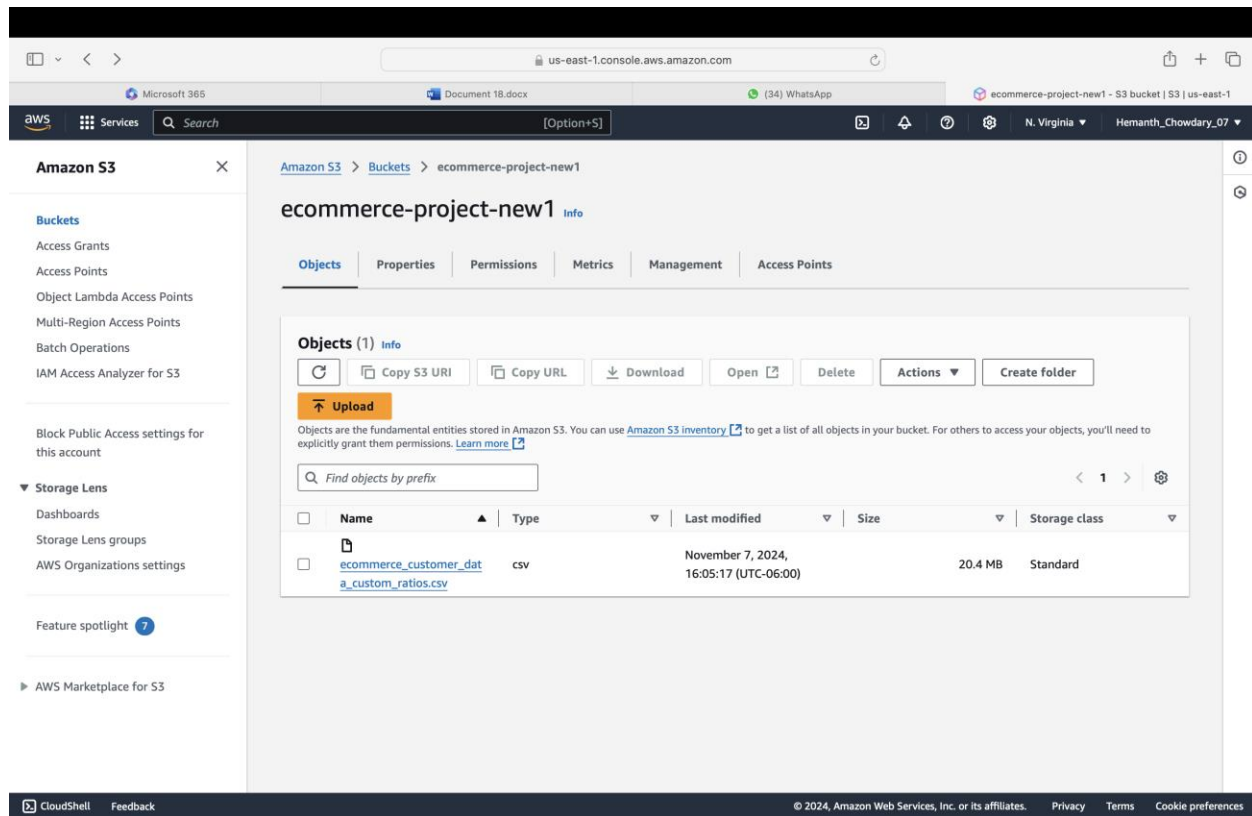 us-east-1.console.aws.amazon.com
Microsoft 365
Document 18.docx
(34) WhatsApp
ecommerce-project-new1 - S3 bucket | S3 | us-east-1
aws Services Search [Option+S] N. Virginia ▼ Hemanth_Chowdary_07 ▼
Amazon S3
Buckets
Access Grants
Access Points
Object Lambda Access Points
Multi-Region Access Points
Batch Operations
IAM Access Analyzer for S3
Block Public Access settings for
this account
▼ Storage Lens
Dashboards
Storage Lens groups
AWS Organizations settings
Feature spotlight 7
▶ AWS Marketplace for S3
Amazon S3 > Buckets > ecommerce-project-new1
ecommerce-project-new1 Info
Objects Properties Permissions Metrics Management Access Points
Objects (1) Info
Copy S3 URI Copy URL Download Open Delete Actions ▼ Create folder
Upload
Objects are the fundamental entities stored in Amazon S3. You can use Amazon S3 inventory to get a list of all objects in your bucket. For others to access your objects, you'll need to
explicitly grant them permissions. Learn more
Find objects by prefix
< 1 >
Name Type Last modified Size Storage class
ecommerce_customer_dat
a_custom_ratios.csv
csv
November 7, 2024,
16:05:17 (UTC-06:00)
20.4 MB
Standard
CloudShell Feedback © 2024, Amazon Web Services, Inc. or its affiliates. Privacy Terms Cookie preferences